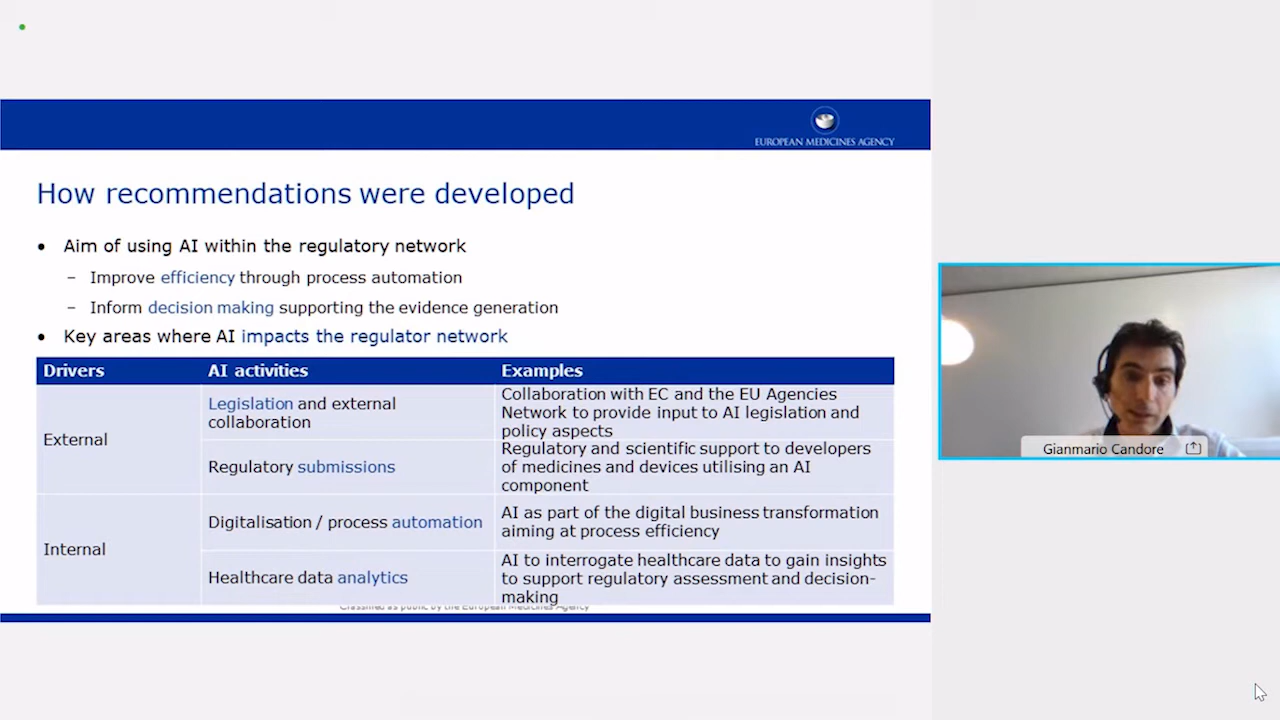 EUROPEAN MEDICINES AGENCY
How recommendations were developed
• Aim of using AI within the regulatory network
– Improve efficiency through process automation
– Inform decision making supporting the evidence generation
• Key areas where AI impacts the regulator network
Drivers AI activities Examples
External
Legislation and external
collaboration
Collaboration with EC and the EU Agencies
Network to provide input to AI legislation and
policy aspects
Regulatory submissions
Regulatory and scientific support to developers
of medicines and devices utilising an AI
component
Internal
Digitalisation / process automation
AI as part of the digital business transformation
aiming at process efficiency
Healthcare data analytics
AI to interrogate healthcare data to gain insights
to support regulatory assessment and decision-
making
Classified as public by the European Medicines Agency
Gianmario Candore